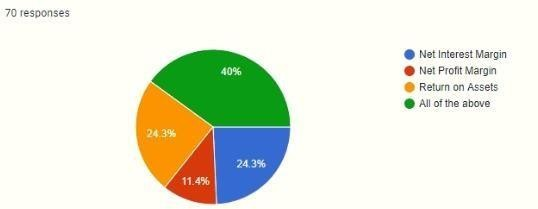 70 responses
Net Interest Margin
Net Profit Margin
Return on Assets
All of the above
40%
24.3%
24.3%
11.4%